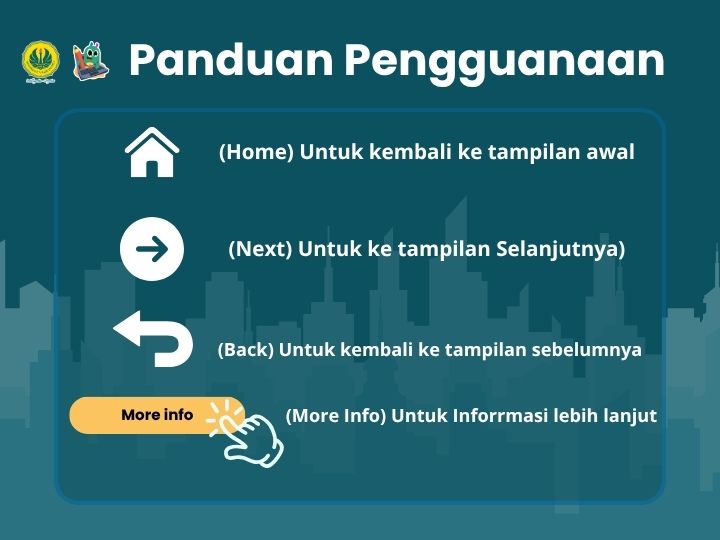 Panduan Pengguanaan
(Home) Untuk kembali ke tampilan awal
(Next) Untuk ke tampilan Selanjutnya)
(Back) Untuk kembali ke tampilan sebelumnya
More info
(More Info) Untuk Inforrmasi lebih lanjut